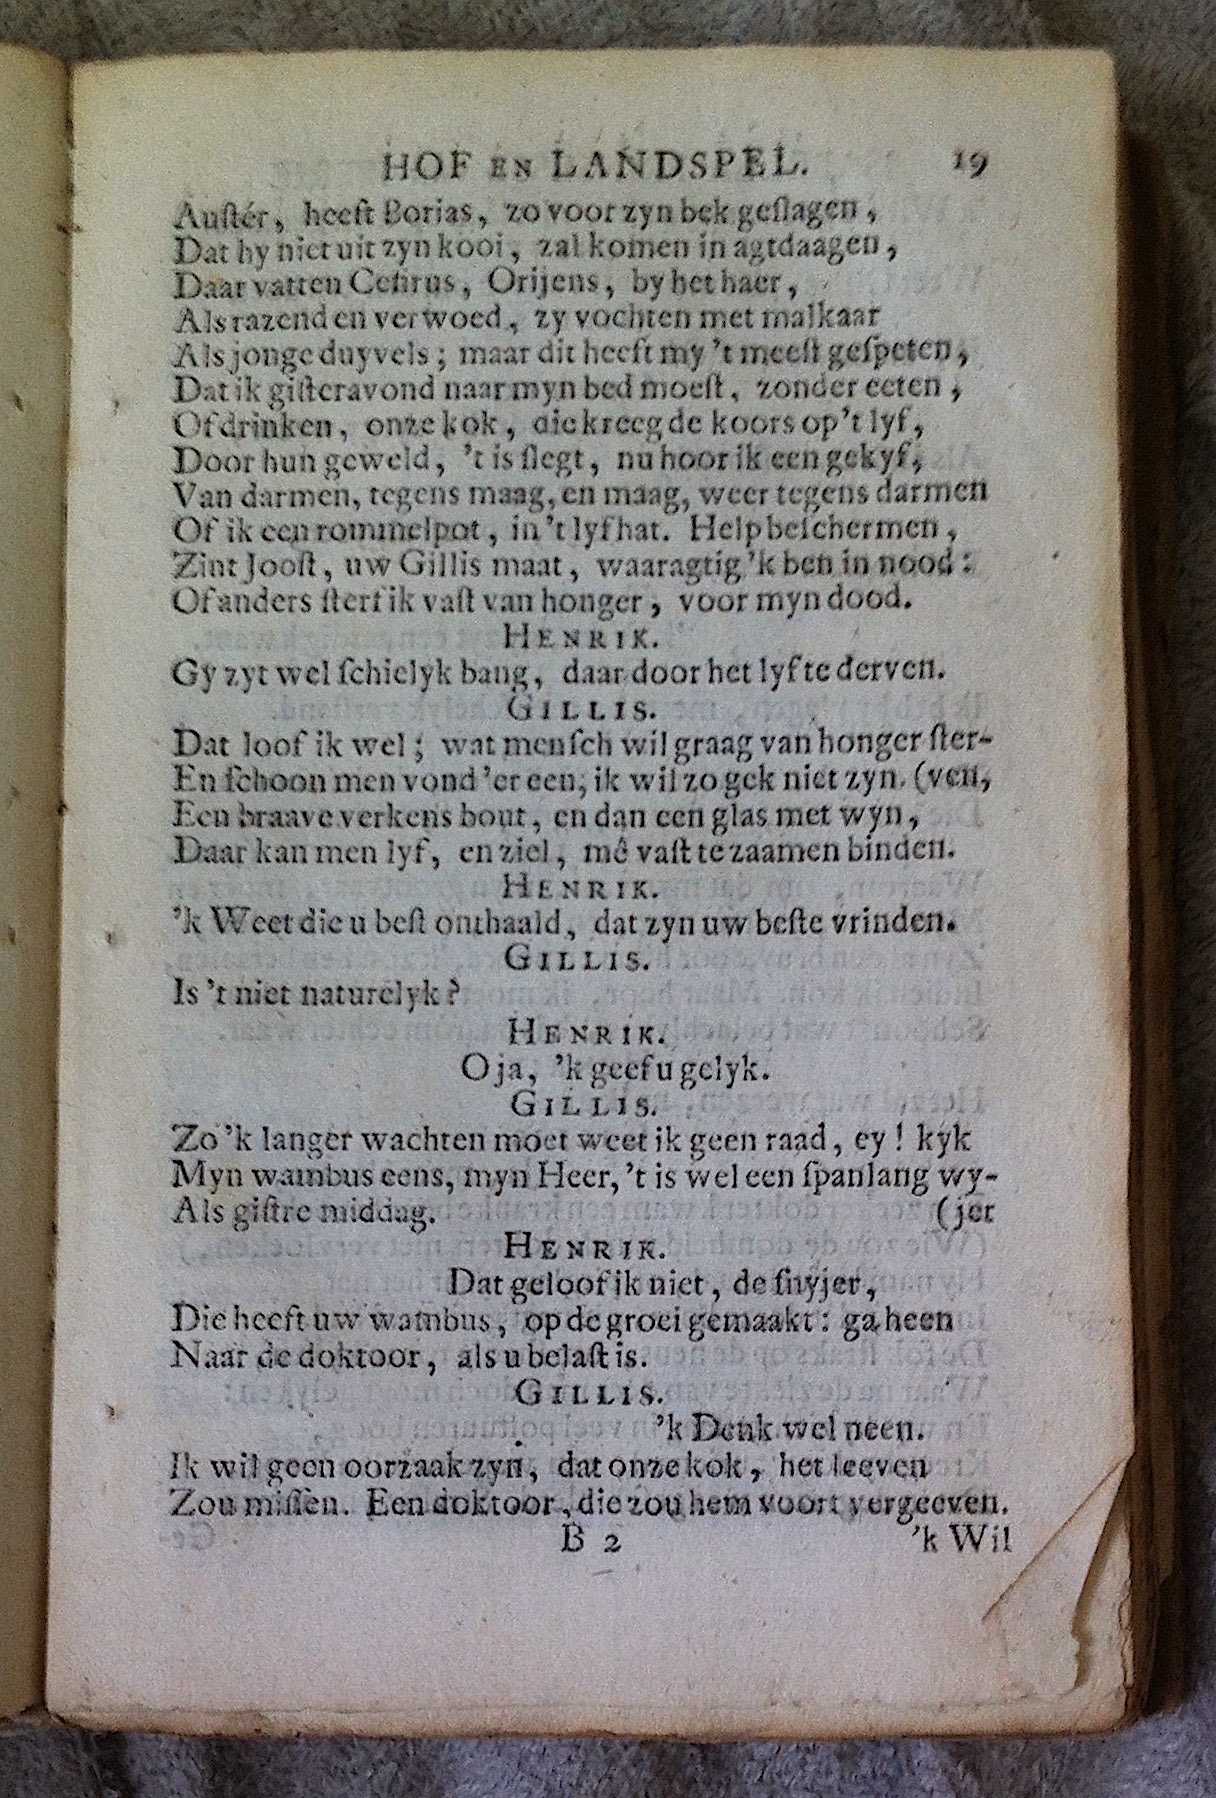 HOF EN LANDSPEL. 19
Auſtér, heeft Borias, zo voor zyn bek geſlagen,
Dat hy niet uit zyn kooi, zal komen in agtdaagen,
Daar vatten Cefirus, Orijens, by het haer,
Als razend en verwoed, zy vochten met malkaar
Als jonge duyvels; maar dit heeft my 't meeſt geſpeten,
Dat ik giſteravond naar myn bed moeſt, zonder eeten,
Of drinken, onze kok, die kreeg de koors op 't lyf,
Door hun geweld, 't is ſlegt, nu hoor ik een gekyf,
Van darmen, tegens maag, en maag, weer tegens darmen
Of ik een rommelpot, in 't lyf hat. Help beſchermen,
Zint Jooſt, uw Gillis maat, waaragtig 'k ben in nood:
Of anders ſterf ik vaſt van honger, voor myn dood.
HENRIK.
Gy zyt wel ſchielyk bang, daar door het lyf te derven.
GILLIS.
Dat loof ik wel; wat menſch wil graag van honger ſter-
En ſchoon men vond 'er een, ik wil zo gek niet zyn. (ven,
Een braave verkens bout, en dan een glas met wyn,
Daar kan men lyf, en ziel, mê vaſt te zaamen binden.
HENRIK.
'k Weet die u beſt onthaald, dat zyn uw beſte vrinden.
GILLIS.
Is 't niet naturelyk?
HENRIK.
O ja, 'k geef u gelyk.
GILLIS.
Zo 'k langer wachten moet weet ik geen raad, ey! kyk
Myn wambus eens, myn Heer, 't is wel een ſpanlang wy-
Als giſtre middag. (jer
HENRIK.
Dat geloof ik niet, de ſnyjer,
Die heeft uw wambus, op de groei gemaakt: ga heen
Naar de doktoor, als u belaſt is.
GILLIS.
'k Denk wel neen.
Ik wil geen oorzaak zyn, dat onze kok, het leeven
Zou miſſen. Een doktoor, die zou hem voort vergeeven.
B 2 'k Wil